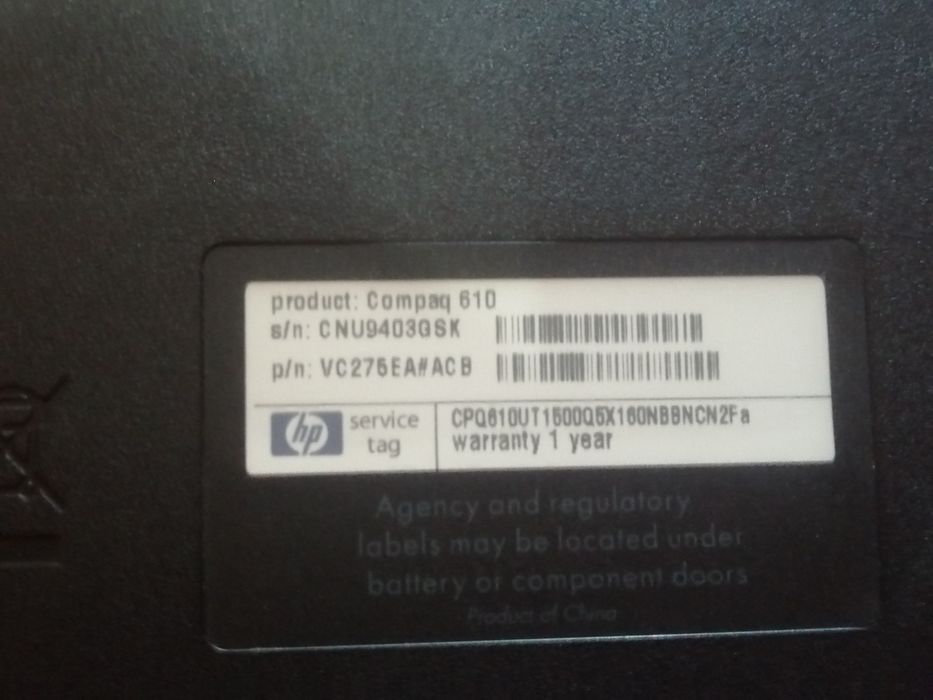 product: Compaq 610
s/n: CNU9403GSK
p/n: VC275EA#ACB
hp service
tag
CPQ610UT1600Q5X160NBBNCN2Fa
warranty 1 year
Agency and regulatory
labels may be located under
battery or component doors
Product of China